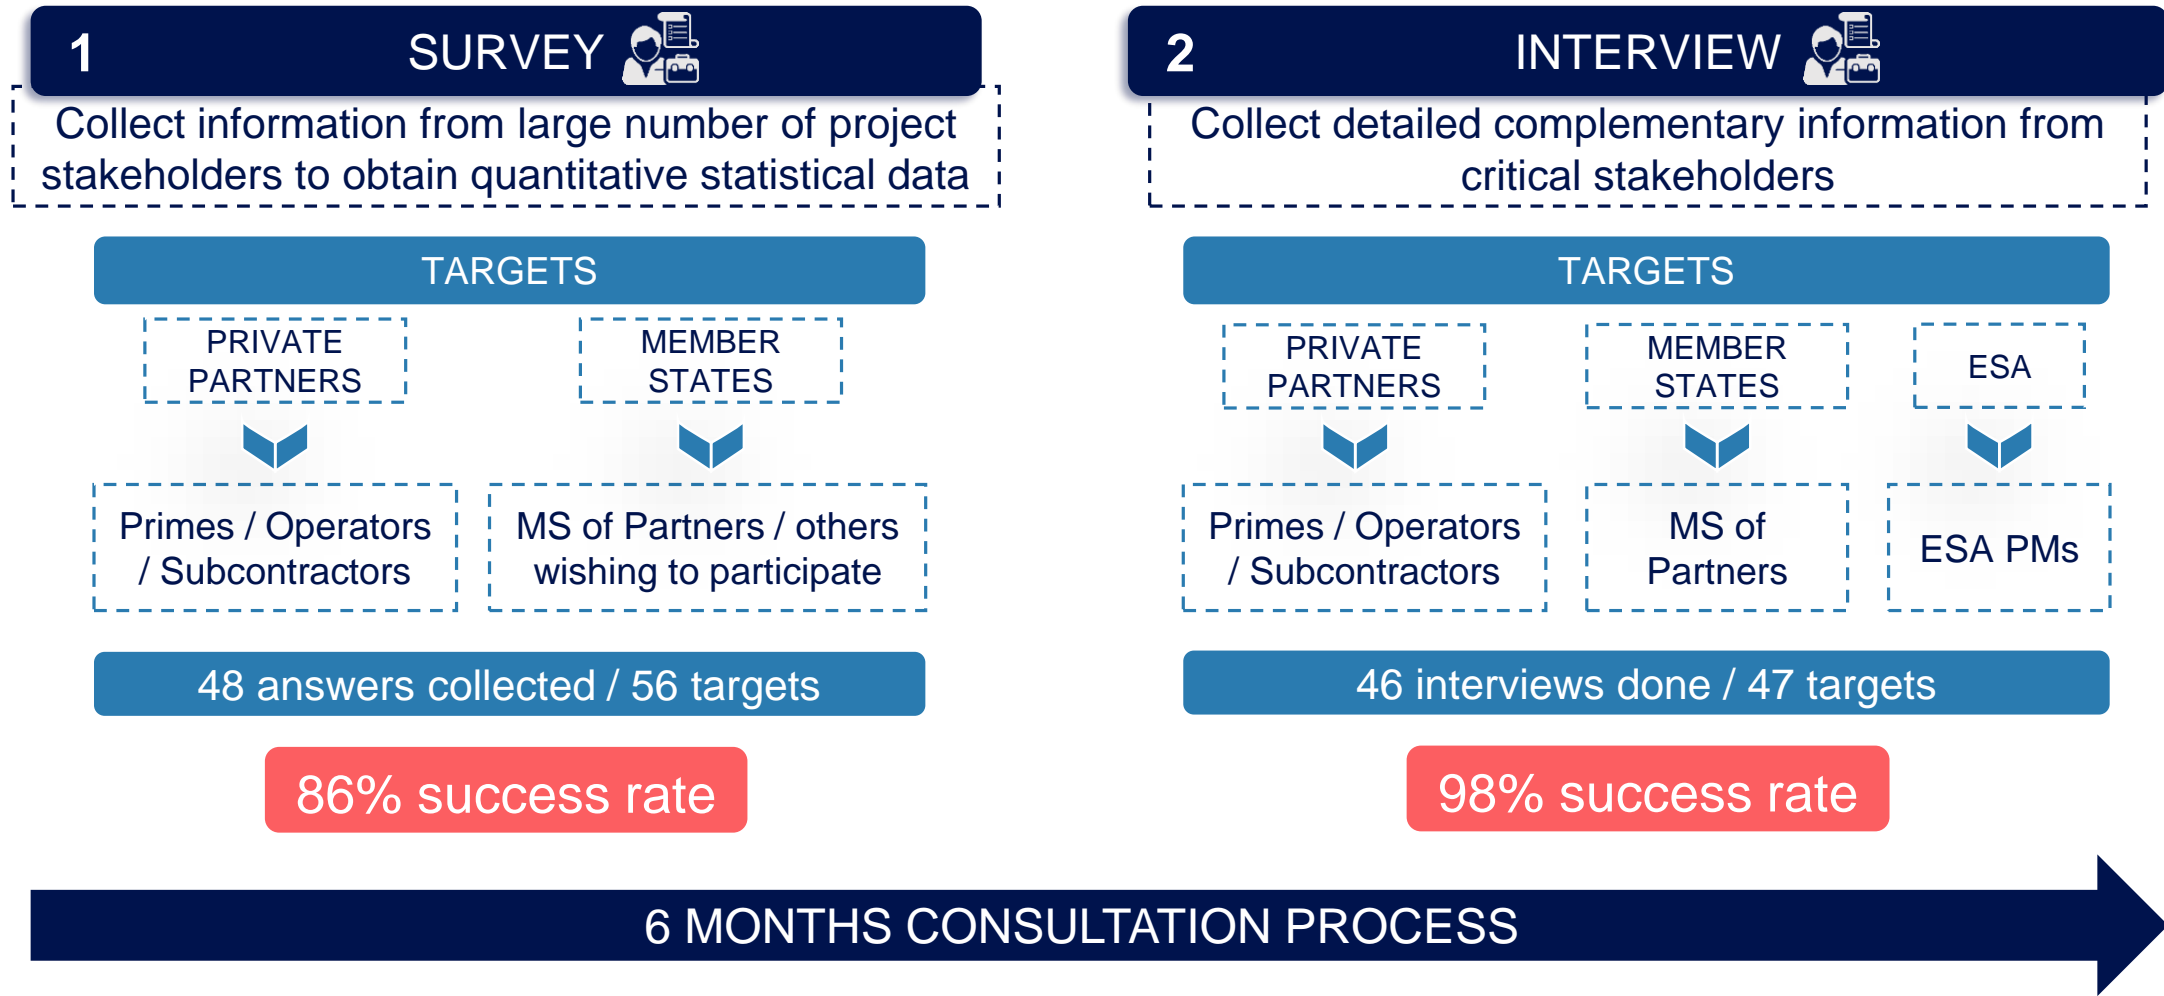 1
SURVEY
Collect information from large number of project
stakeholders to obtain quantitative statistical data
TARGETS
PRIVATE
PARTNERS
MEMBER
STATES
Primes / Operators
/ Subcontractors
MS of Partners / others
wishing to participate
48 answers collected / 56 targets
86% success rate
2
INTERVIEW
Collect detailed complementary information from
critical stakeholders
TARGETS
PRIVATE
PARTNERS
MEMBER
STATES
ESA
Primes / Operators
/ Subcontractors
MS of
Partners
ESA PMs
46 interviews done / 47 targets
98% success rate
6 MONTHS CONSULTATION PROCESS